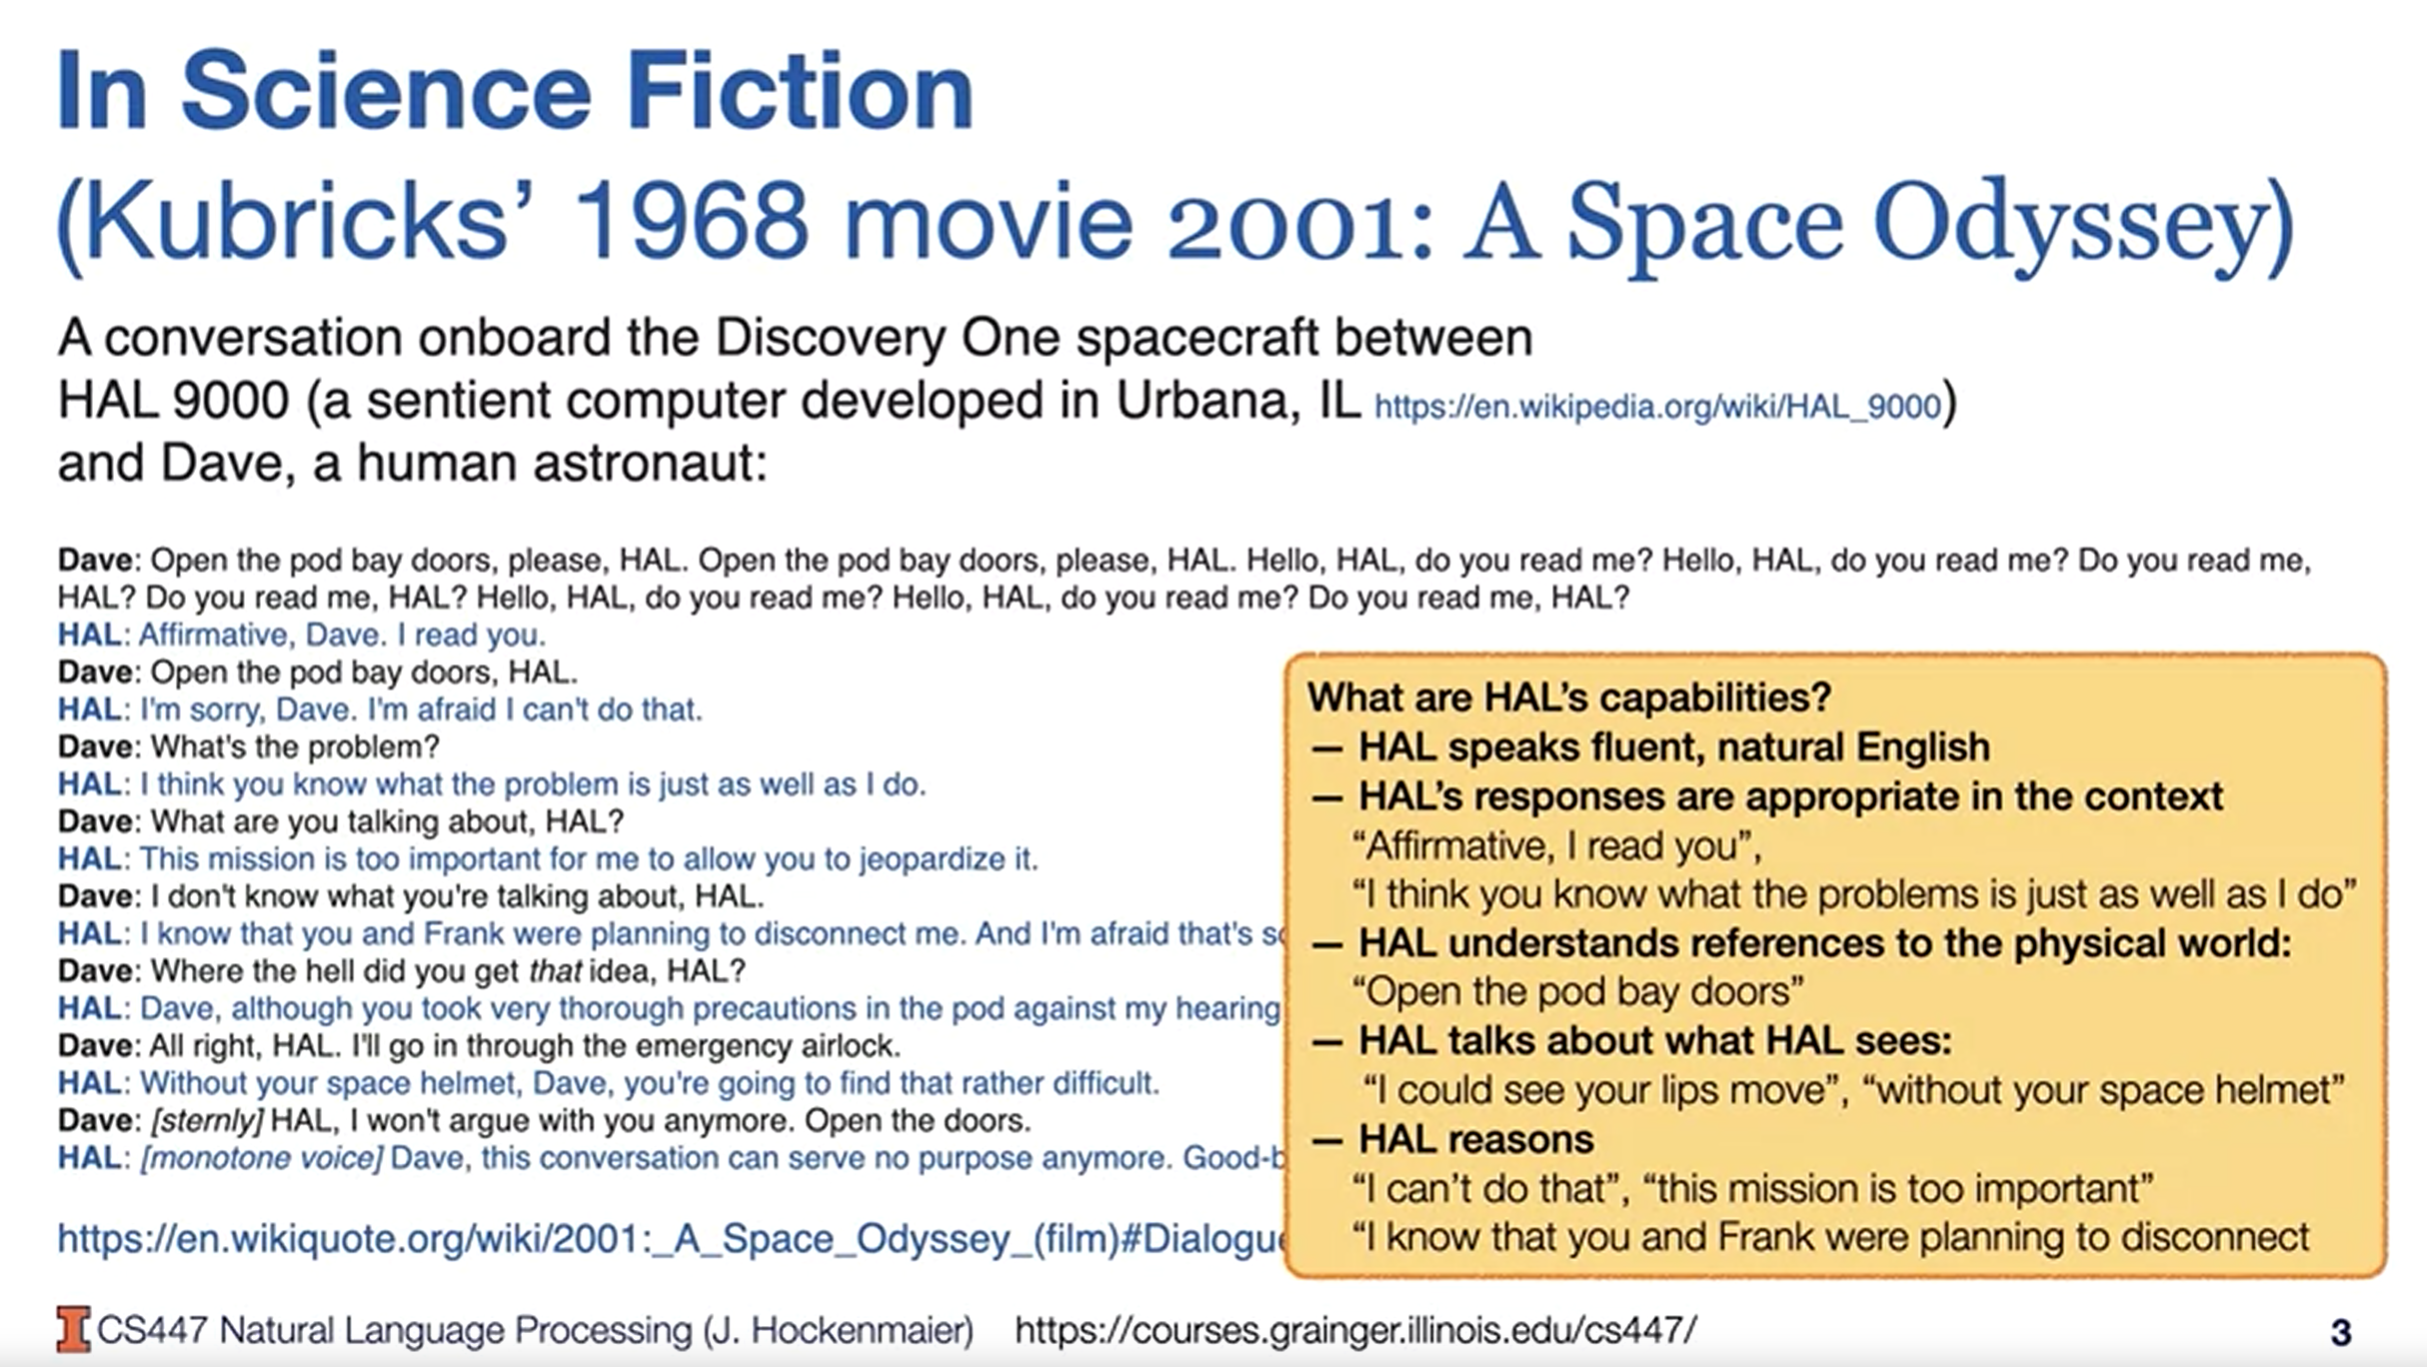 In Science Fiction
(Kubricks’ 1968 movie 2001: A Space Odyssey)
A conversation onboard the Discovery One spacecraft between
HAL 9000 (a sentient computer developed in Urbana, IL https://en.wikipedia.org/wiki/HAL_9000)
and Dave, a human astronaut:
Dave: Open the pod bay doors, please, HAL. Open the pod bay doors, please, HAL. Hello, HAL, do you read me? Hello, HAL, do you read me? Do you read me,
HAL? Do you read me, HAL? Hello, HAL, do you read me? Hello, HAL, do you read me? Do you read me, HAL?
HAL: Affirmative, Dave. I read you.
Dave: Open the pod bay doors, HAL.
HAL: I'm sorry, Dave. I'm afraid I can't do that.
Dave: What's the problem?
HAL: I think you know what the problem is just as well as I do.
Dave: What are you talking about, HAL?
HAL: This mission is too important for me to allow you to jeopardize it.
Dave: I don't know what you're talking about, HAL.
HAL: I know that you and Frank were planning to disconnect me. And I'm afraid that's
Dave: Where the hell did you get that idea, HAL?
HAL: Dave, although you took very thorough precautions in the pod against my hearing
Dave: All right, HAL. I'll go in through the emergency airlock.
HAL: Without your space helmet, Dave, you're going to find that rather difficult.
Dave: [sternly] HAL, I won't argue with you anymore. Open the doors.
HAL: [monotone voice] Dave, this conversation can serve no purpose anymore. Good-b
https://en.wikiquote.org/wiki/2001:_A_Space_Odyssey_(film)#Dialogue
What are HAL’s capabilities?
— HAL speaks fluent, natural English
— HAL’s responses are appropriate in the context
“Affirmative, I read you”,
“I think you know what the problems is just as well as I do”
— HAL understands references to the physical world:
“Open the pod bay doors”
— HAL talks about what HAL sees:
“I could see your lips move”, “without your space helmet”
— HAL reasons
“I can’t do that”, “this mission is too important”
“I know that you and Frank were planning to disconnect
CS447 Natural Language Processing (J. Hockenmaier) https://courses.grainger.illinois.edu/cs447/
3